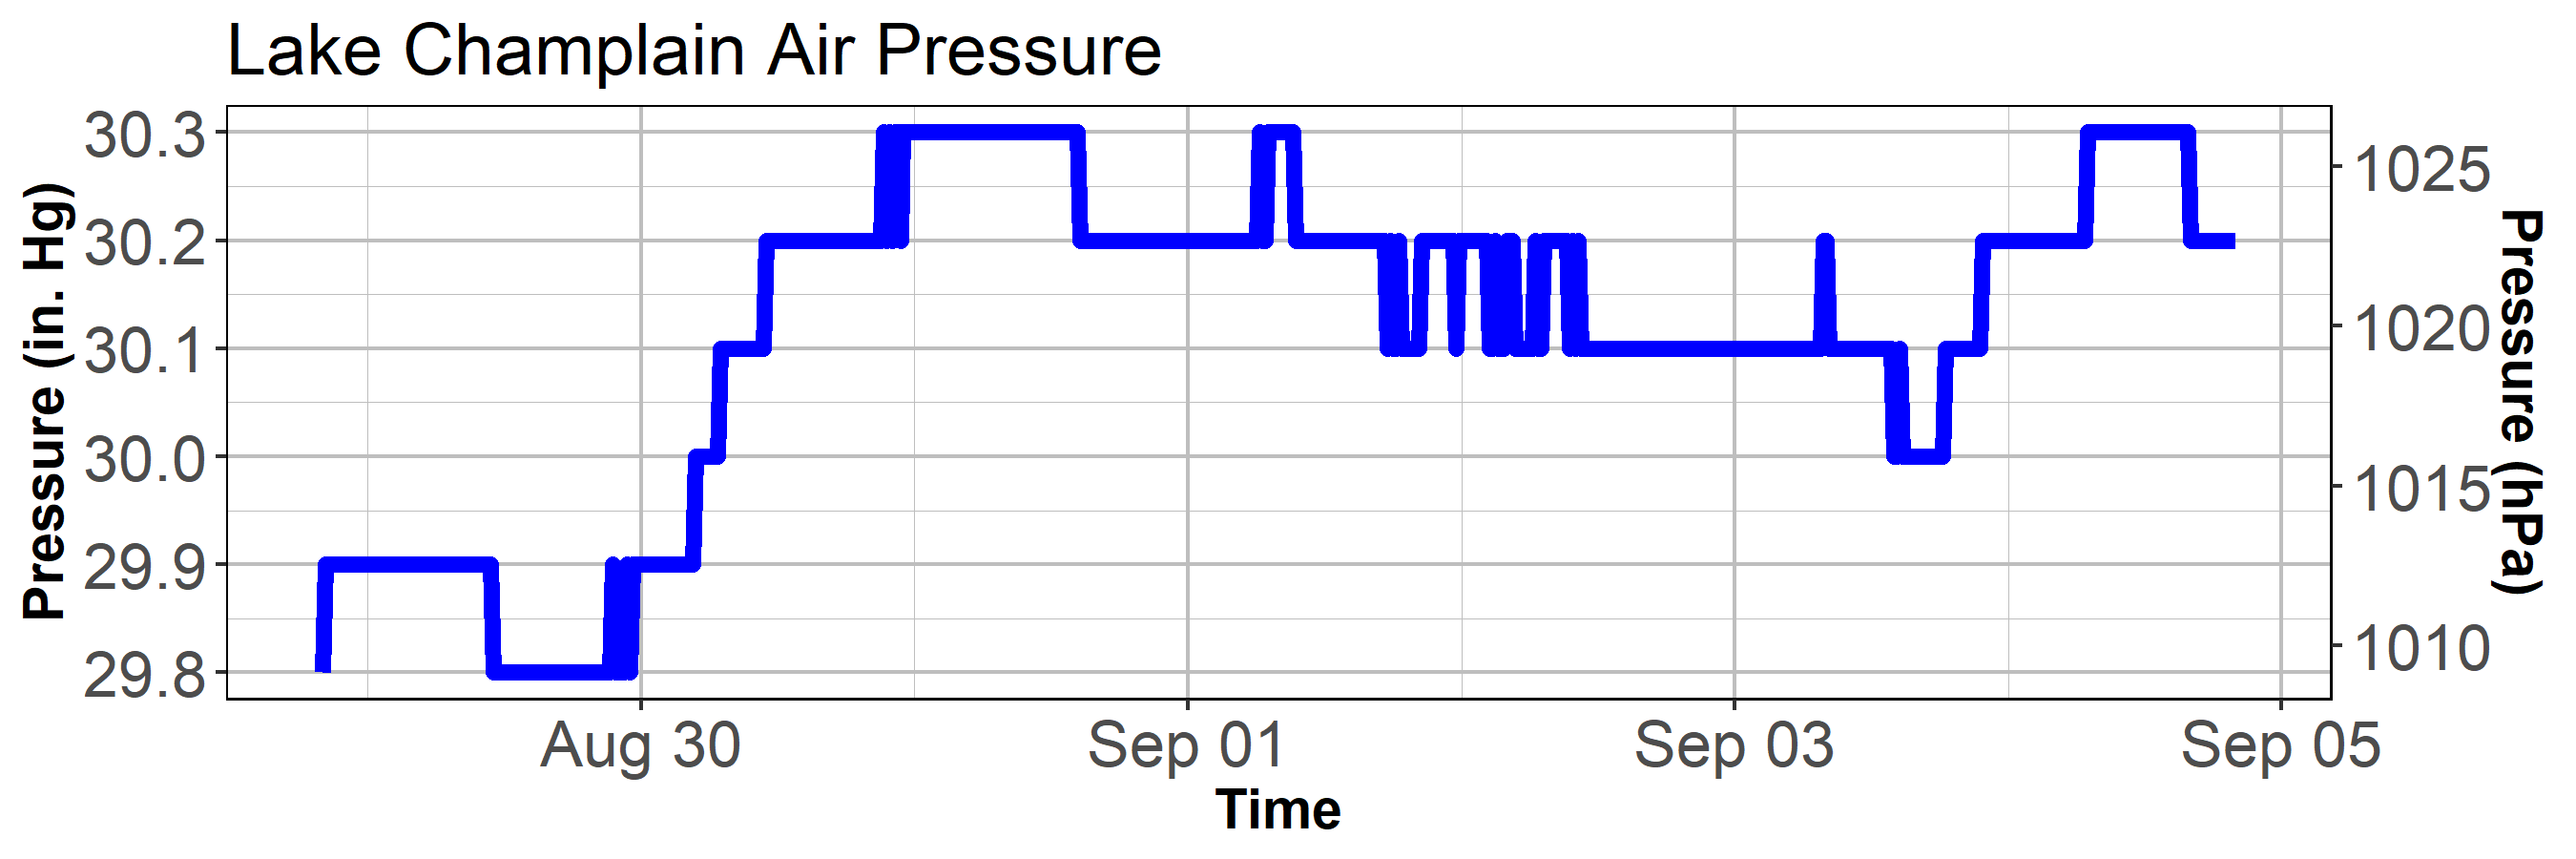 Lake Champlain Air Pressure
Pressure (in. Hg)
30.3
30.2
30.1
30.0
29.9
29.8
1025
1020
1015
1010
Pressure (hPa)
Aug 30
Sep 01
Sep 03
Sep 05
Time